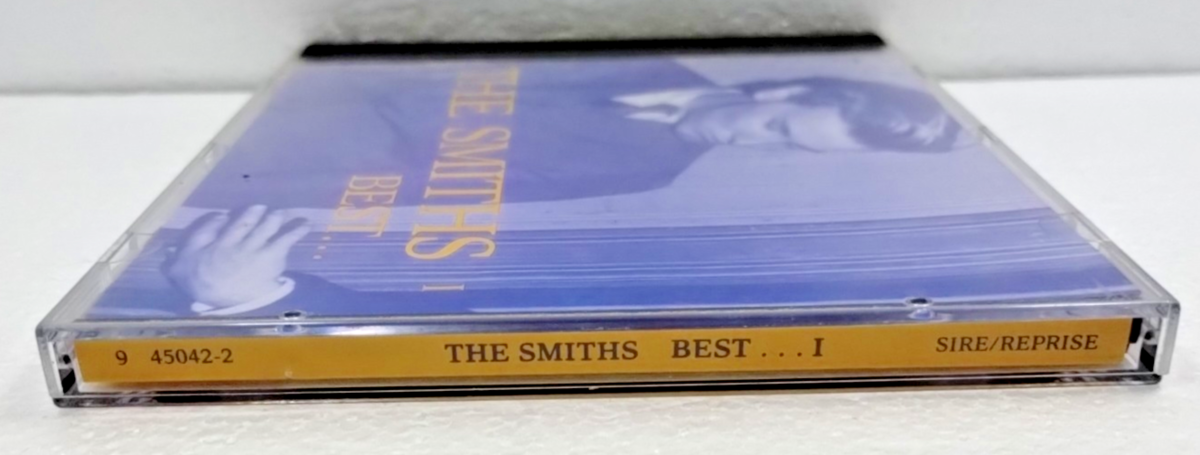 THE SMITHS I
BEST...
9 45042-2 THE SMITHS BEST...I SIRE/REPRISE